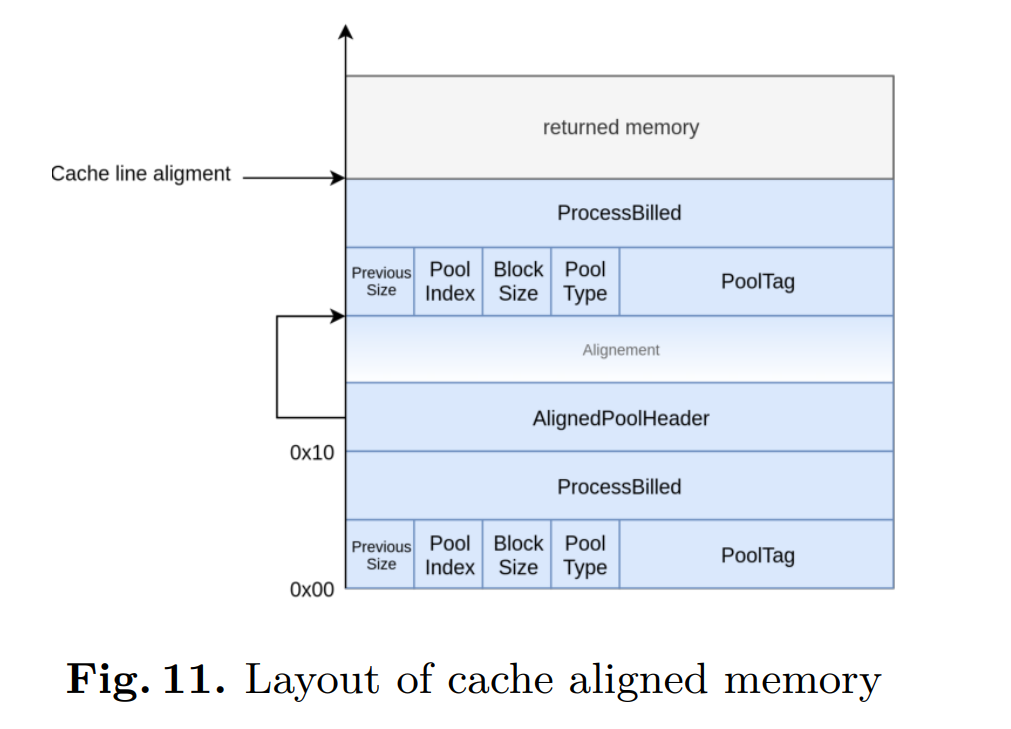 returned memory
Cache line aligment
ProcessBilled
Previous
Size
Pool
Index
Block
Size
Pool
Type
PoolTag
Alignement
AlignedPoolHeader
0x10
ProcessBilled
Previous
Size
Pool
Index
Block
Size
Pool
Type
PoolTag
0x00
Fig. 11. Layout of cache aligned memory